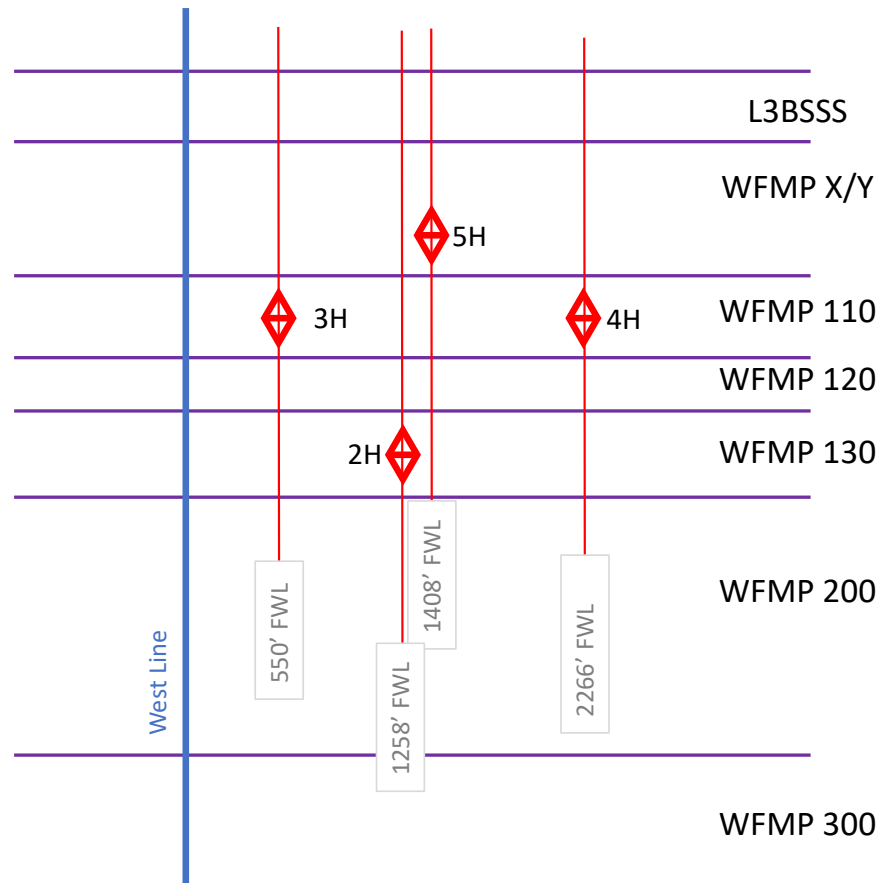 L3BSSS
WFMP X/Y
5H
WFMP 110
3H
4H
WFMP 120
WFMP 130
2H
WFMP 200
West Line
550’ FWL
1258’ FWL
1408’ FWL
2266’ FWL
WFMP 300